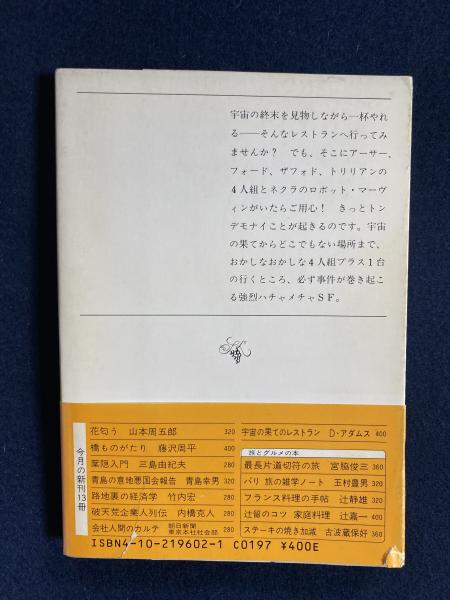 宇宙の終末を見物しながら一杯やれ
る――そんなレストランへ行ってみ
ませんか? でも、そこにアーサー、
フォード、ザフォド、トリリアンの
4人組とネクラのロボット・マーヴ
ィンがいたらご用心! きっとトン
デモナイことが起きるのです。宇宙
の果てからどこでもない場所まで、
おかしなおかしな4人組プラス1台
の行くところ、必ず事件が巻き起こ
る強烈ハチャメチャSF。
今月の新刊13冊
花匂う 山本周五郎 320
橋ものがたり 藤沢周平 400
葉隠入門 三島由紀夫 280
青島の意地悪国会報告 青島幸男 320
路地裏の経済学 竹内宏 280
破天荒企業人列伝 内橋克人 280
会社人間のカルテ 朝日新聞東京本社社会部 280
宇宙の果てのレストラン D・アダムス 400
旅とグルメの本
最長片道切符の旅 宮脇俊三 360
パリ 旅の雑学ノート 玉村豊男 360
フランス料理の手帖 辻静雄 320
辻留のコツ 家庭料理 辻嘉一 400
ステーキの焼き加減 古波蔵保好 360
ISBN4-10-219602-1 C0197 ¥400E